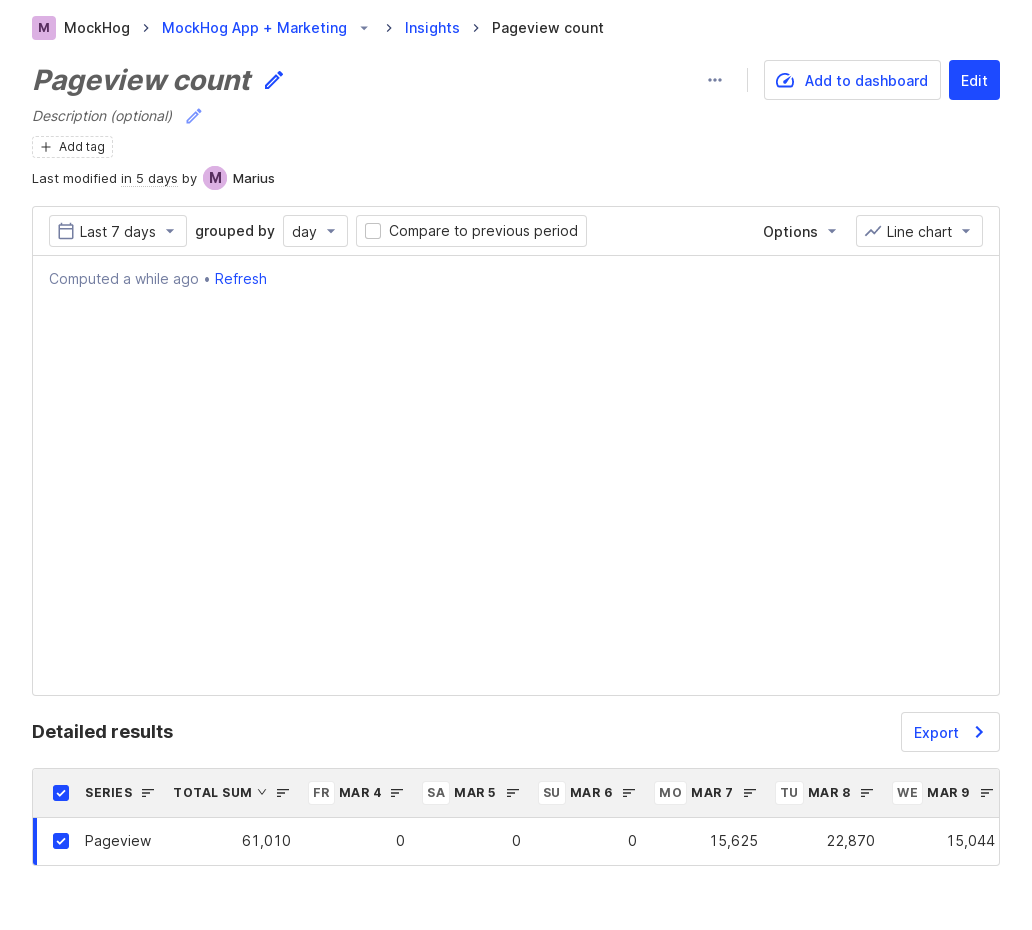 M MockHog MockHog App + Marketing Insights Pageview count
Pageview count
Add to dashboard Edit
Description (optional)
Add tag
Last modified in 5 days by M Marius
Last 7 days grouped by day Compare to previous period Options Line chart
Computed a while ago • Refresh
Detailed results Export
SERIES TOTAL SUM FR MAR 4 SA MAR 5 SU MAR 6 MO MAR 7 TU MAR 8 WE MAR 9
Pageview 61,010 0 0 0 15,625 22,870 15,044